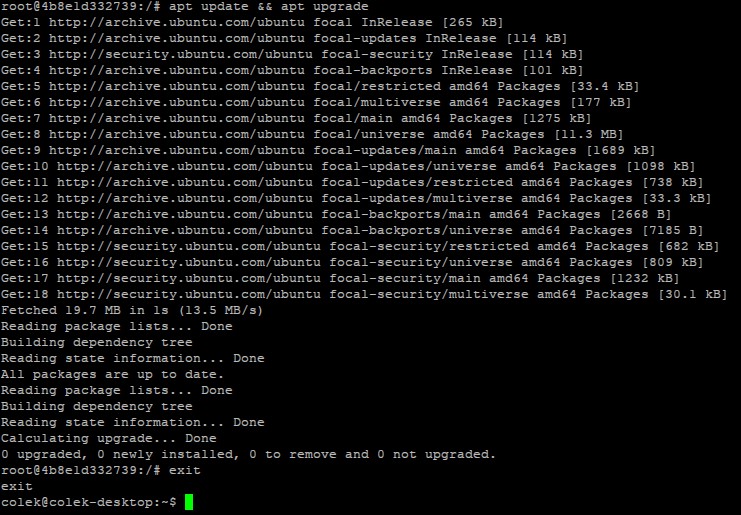 root@4b8e1d332739:/# apt update && apt upgrade
Get:1 http://archive.ubuntu.com/ubuntu focal InRelease [265 kB]
Get:2 http://archive.ubuntu.com/ubuntu focal-updates InRelease [114 kB]
Get:3 http://security.ubuntu.com/ubuntu focal-security InRelease [114 kB]
Get:4 http://archive.ubuntu.com/ubuntu focal-backports InRelease [101 kB]
Get:5 http://archive.ubuntu.com/ubuntu focal/restricted amd64 Packages [33.4 kB]
Get:6 http://archive.ubuntu.com/ubuntu focal/multiverse amd64 Packages [177 kB]
Get:7 http://archive.ubuntu.com/ubuntu focal/main amd64 Packages [1275 kB]
Get:8 http://archive.ubuntu.com/ubuntu focal/universe amd64 Packages [11.3 MB]
Get:9 http://archive.ubuntu.com/ubuntu focal-updates/main amd64 Packages [1689 kB]
Get:10 http://archive.ubuntu.com/ubuntu focal-updates/universe amd64 Packages [1098 kB]
Get:11 http://archive.ubuntu.com/ubuntu focal-updates/restricted amd64 Packages [738 kB]
Get:12 http://archive.ubuntu.com/ubuntu focal-updates/multiverse amd64 Packages [33.3 kB]
Get:13 http://archive.ubuntu.com/ubuntu focal-backports/main amd64 Packages [2668 B]
Get:14 http://archive.ubuntu.com/ubuntu focal-backports/universe amd64 Packages [7185 B]
Get:15 http://security.ubuntu.com/ubuntu focal-security/restricted amd64 Packages [682 kB]
Get:16 http://security.ubuntu.com/ubuntu focal-security/universe amd64 Packages [809 kB]
Get:17 http://security.ubuntu.com/ubuntu focal-security/main amd64 Packages [1232 kB]
Get:18 http://security.ubuntu.com/ubuntu focal-security/multiverse amd64 Packages [30.1 kB]
Fetched 19.7 MB in 1s (13.5 MB/s)
Reading package lists... Done
Building dependency tree
Reading state information... Done
All packages are up to date.
Reading package lists... Done
Building dependency tree
Reading state information... Done
Calculating upgrade... Done
0 upgraded, 0 newly installed, 0 to remove and 0 not upgraded.
root@4b8e1d332739:/# exit
exit
colek@colek-desktop:~$